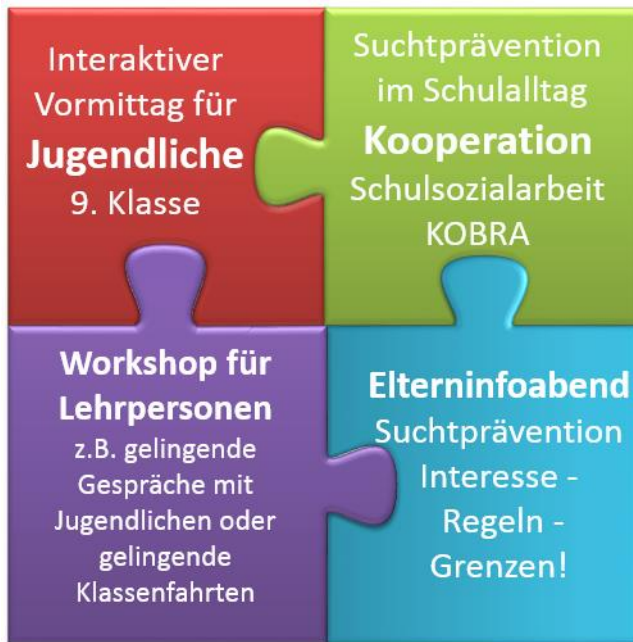 Interaktiver
Vormittag für
Jugendliche
9. Klasse
Suchtprävention
im Schulalltag
Kooperation
Schulsozialarbeit
KOBRA
Workshop für
Lehrpersonen
z.B. gelingende
Gespräche mit
Jugendlichen oder
gelingende
Klassenfahrten
Elterninfoabend
Suchtprävention
Interesse -
Regeln -
Grenzen!